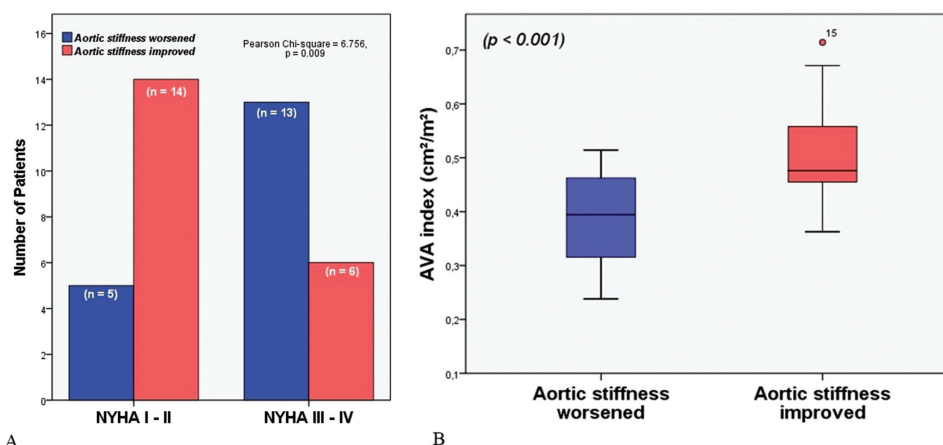 Aortic stiffness worsened
Aortic stiffness improved
Pearson Chi-square = 6.756,
p = 0.009
Number of Patients
16
14
12
10
8
6
4
2
0
(n = 5)
(n = 14)
(n = 13)
(n = 6)
NYHA I - II
NYHA III - IV
A
(p < 0.001)
15
AVA index (cm²/m²)
0,7
0,6
0,5
0,4
0,3
0,2
0,1
Aortic stiffness
worsened
Aortic stiffness
improved
B